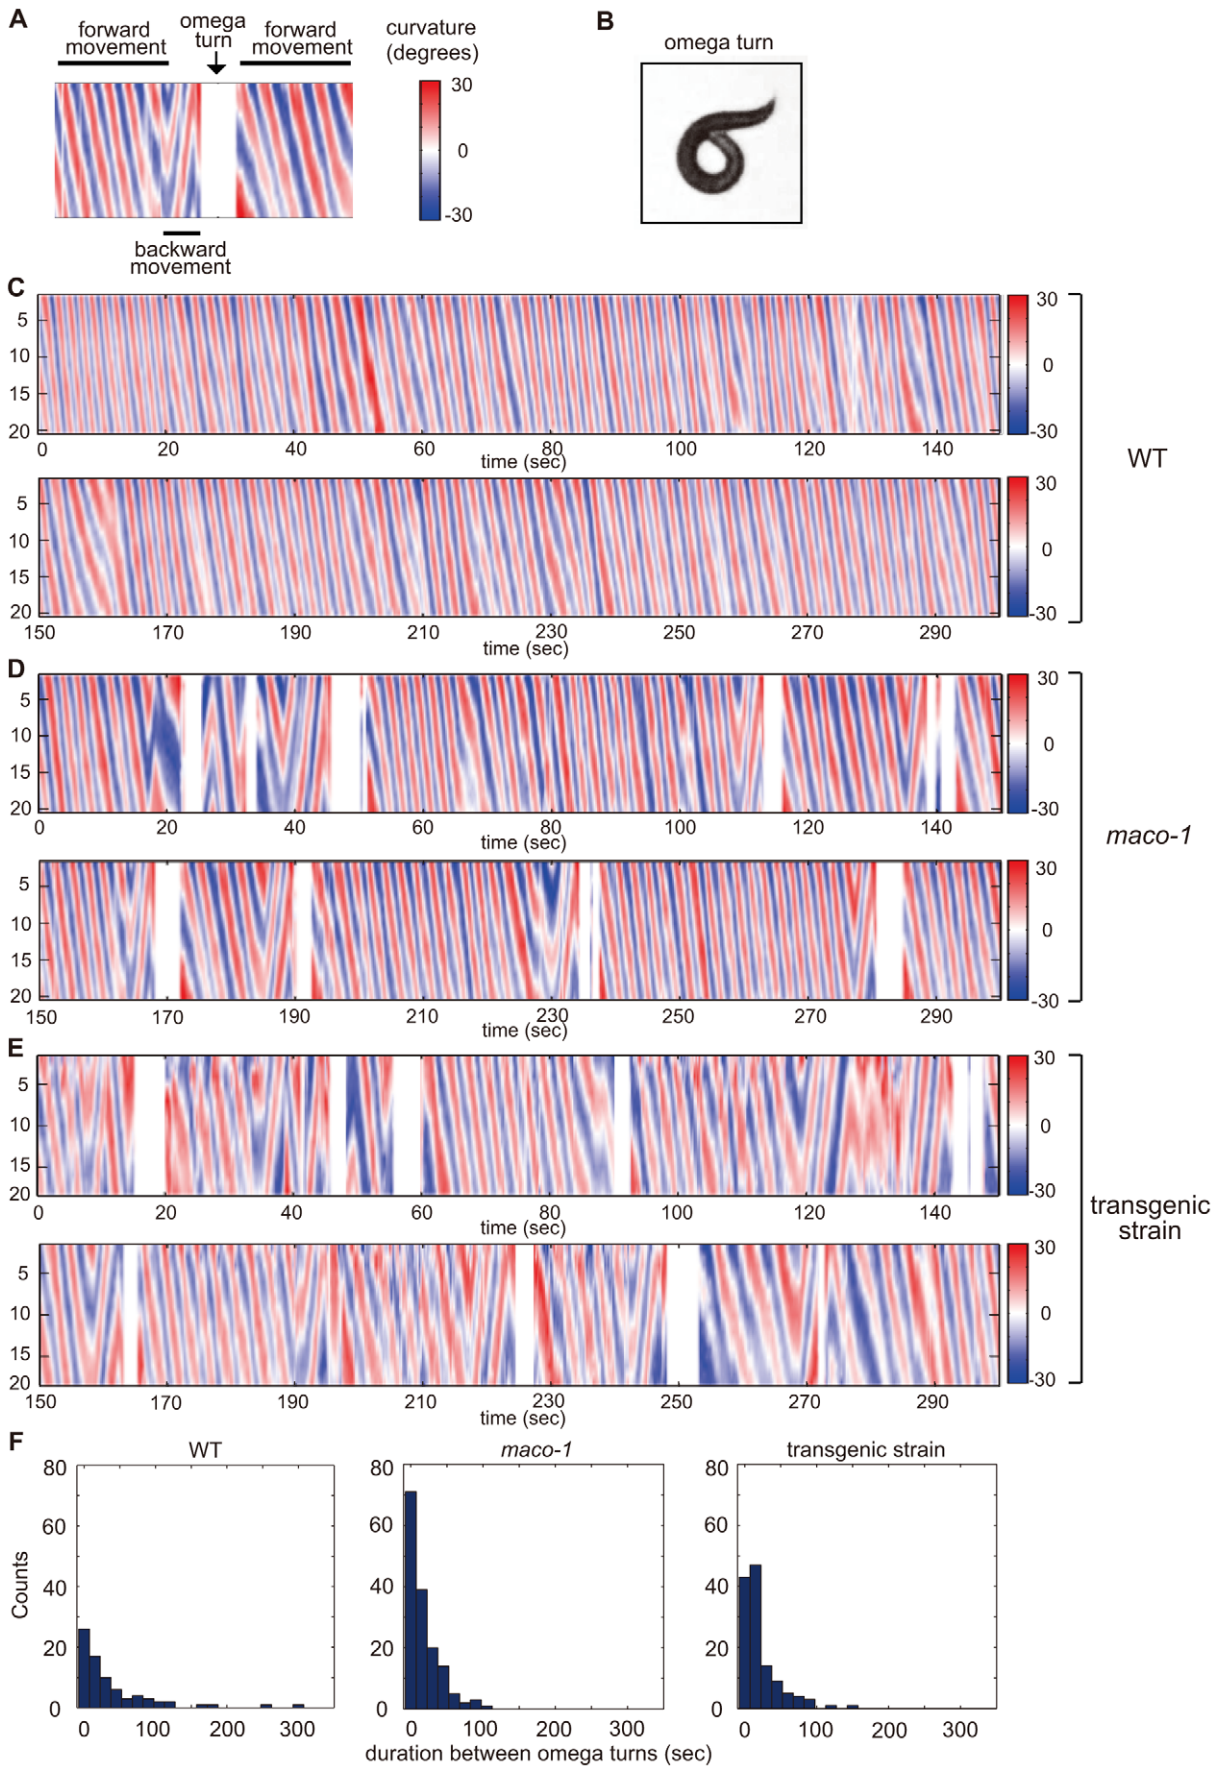 A
forward
movement
omega
turn
forward
movement
backward
movement
curvature
(degrees)
30
0
-30
B
omega turn
C
5
10
15
20
0 20 40 60 80 100 120 140
time (sec)
30
0
-30
5
10
15
20
150 170 190 210 230 250 270 290
time (sec)
30
0
-30
WT
D
5
10
15
20
0 20 40 60 80 100 120 140
time (sec)
30
0
-30
5
10
15
20
150 170 190 210 230 250 270 290
time (sec)
30
0
-30
maco-1
E
5
10
15
20
0 20 40 60 80 100 120 140
time (sec)
30
0
-30
5
10
15
20
150 170 190 210 230 250 270 290
time (sec)
30
0
-30
transgenic
strain
F
WT
Counts
80
60
40
20
0
0 100 200 300
maco-1
80
60
40
20
0
0 100 200 300
transgenic strain
80
60
40
20
0
0 100 200 300
duration between omega turns (sec)